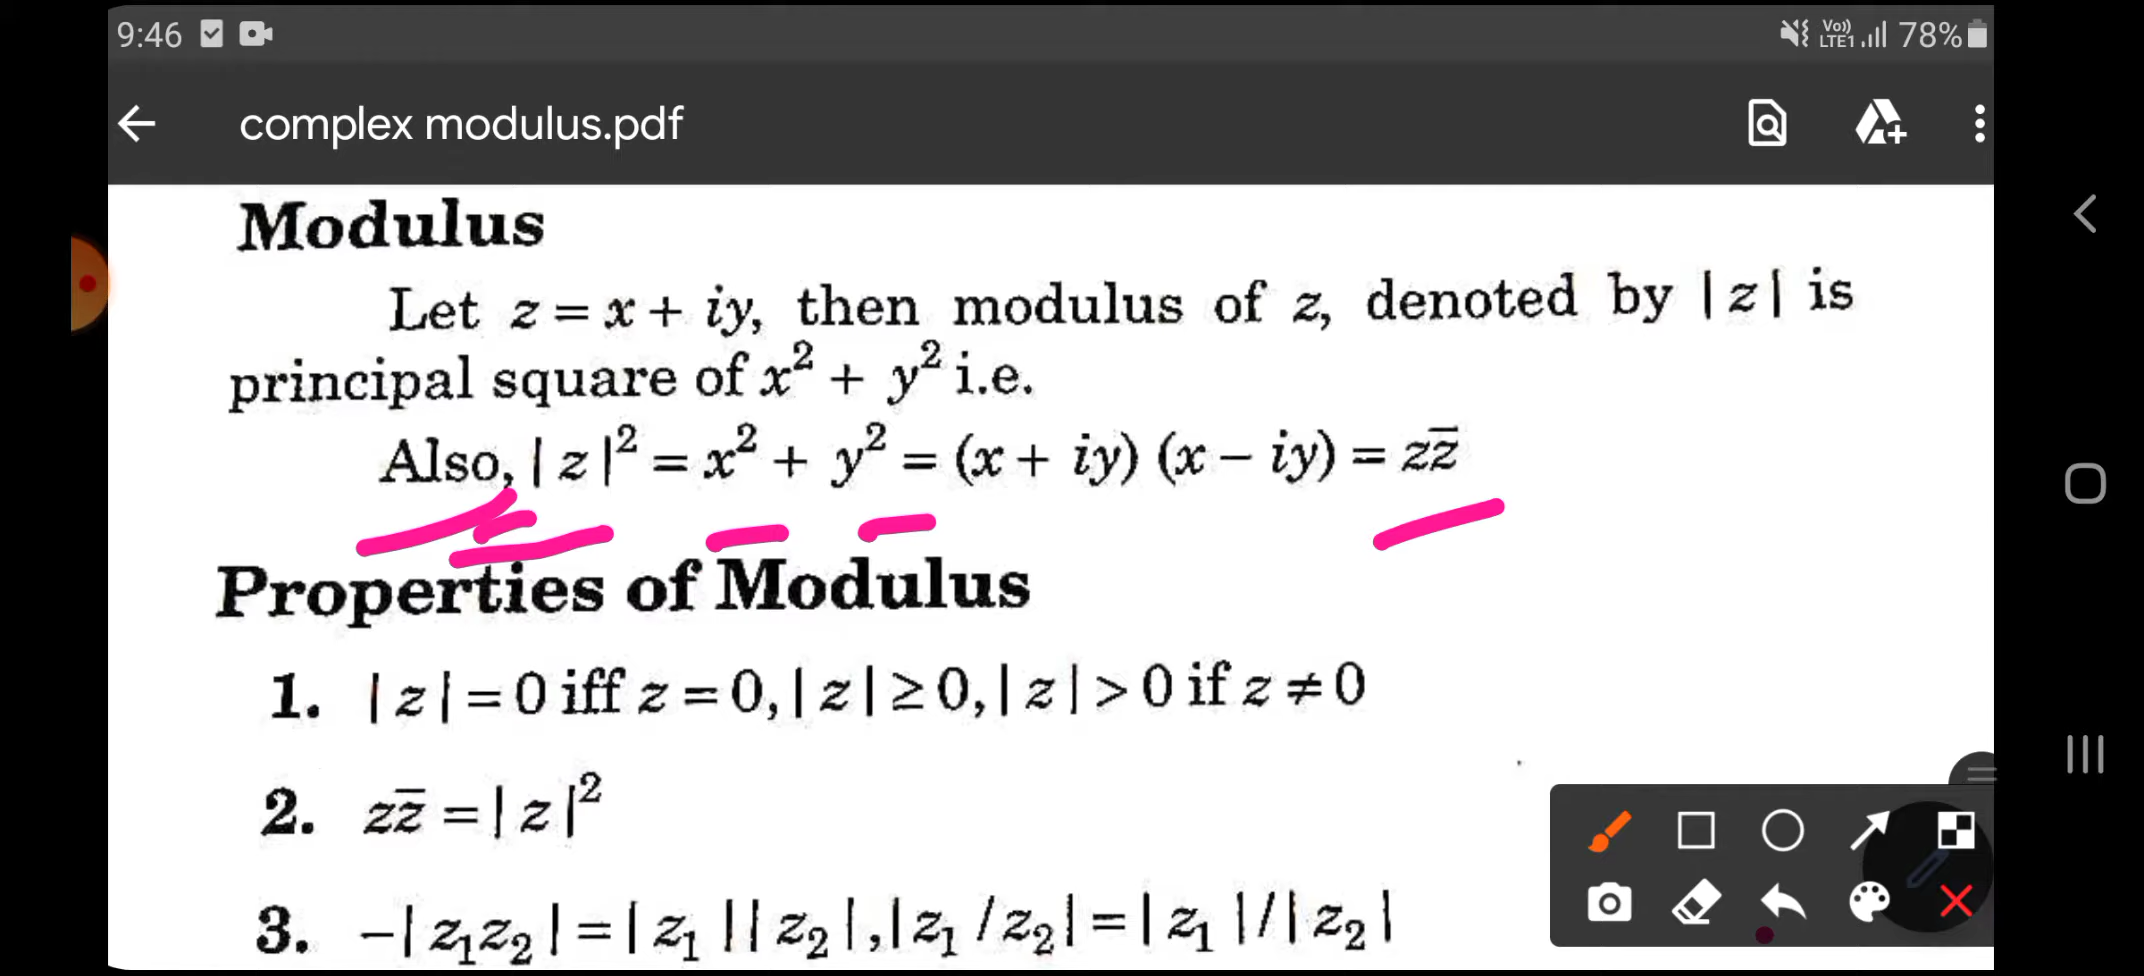 9:46 Vo)) LTE1 78%
complex modulus.pdf
Modulus
Let z = x + iy, then modulus of z, denoted by |z| is
principal square of x² + y² i.e.
Also, |z|² = x² + y² = (x + iy) (x − iy) = zz̅
Properties of Modulus
1. |z| = 0 iff z = 0, |z| ≥ 0, |z| > 0 if z ≠ 0
2. zz̅ = |z|²
3. −|z₁z₂| = |z₁||z₂|, |z₁/z₂| = |z₁|/|z₂|